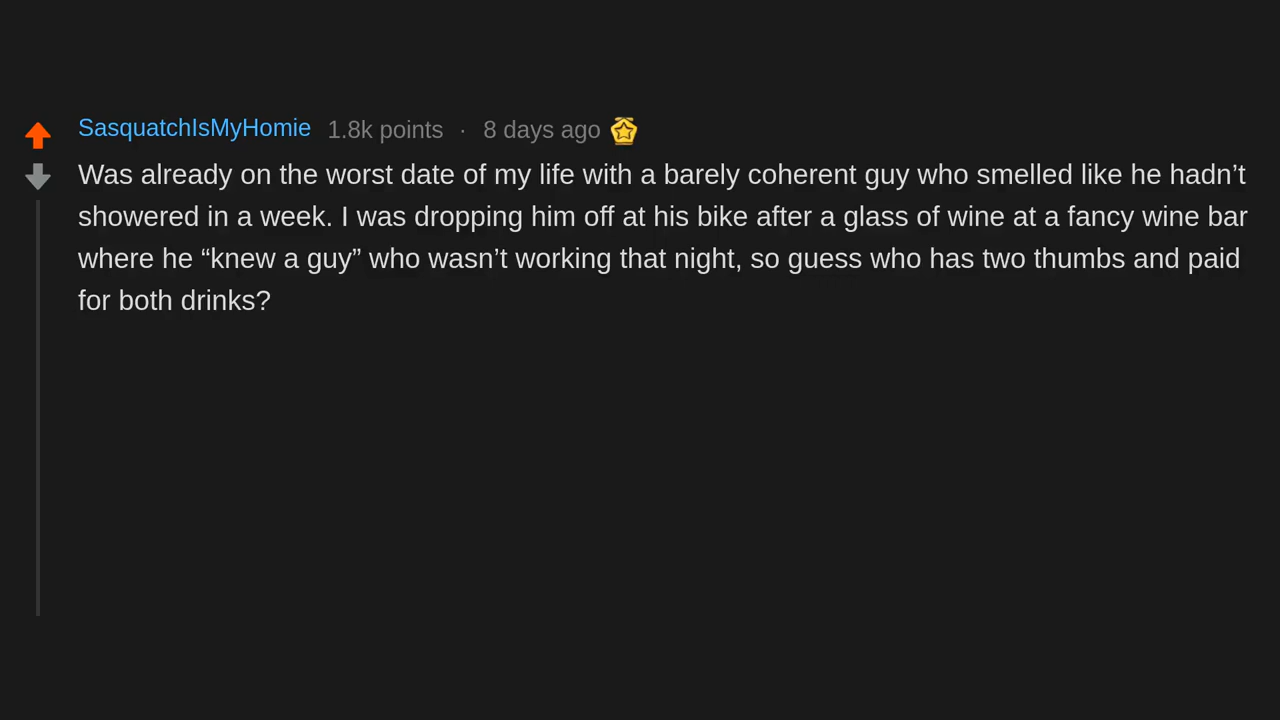 SasquatchIsMyHomie 1.8k points · 8 days ago
Was already on the worst date of my life with a barely coherent guy who smelled like he hadn’t
showered in a week. I was dropping him off at his bike after a glass of wine at a fancy wine bar
where he “knew a guy” who wasn’t working that night, so guess who has two thumbs and paid
for both drinks?